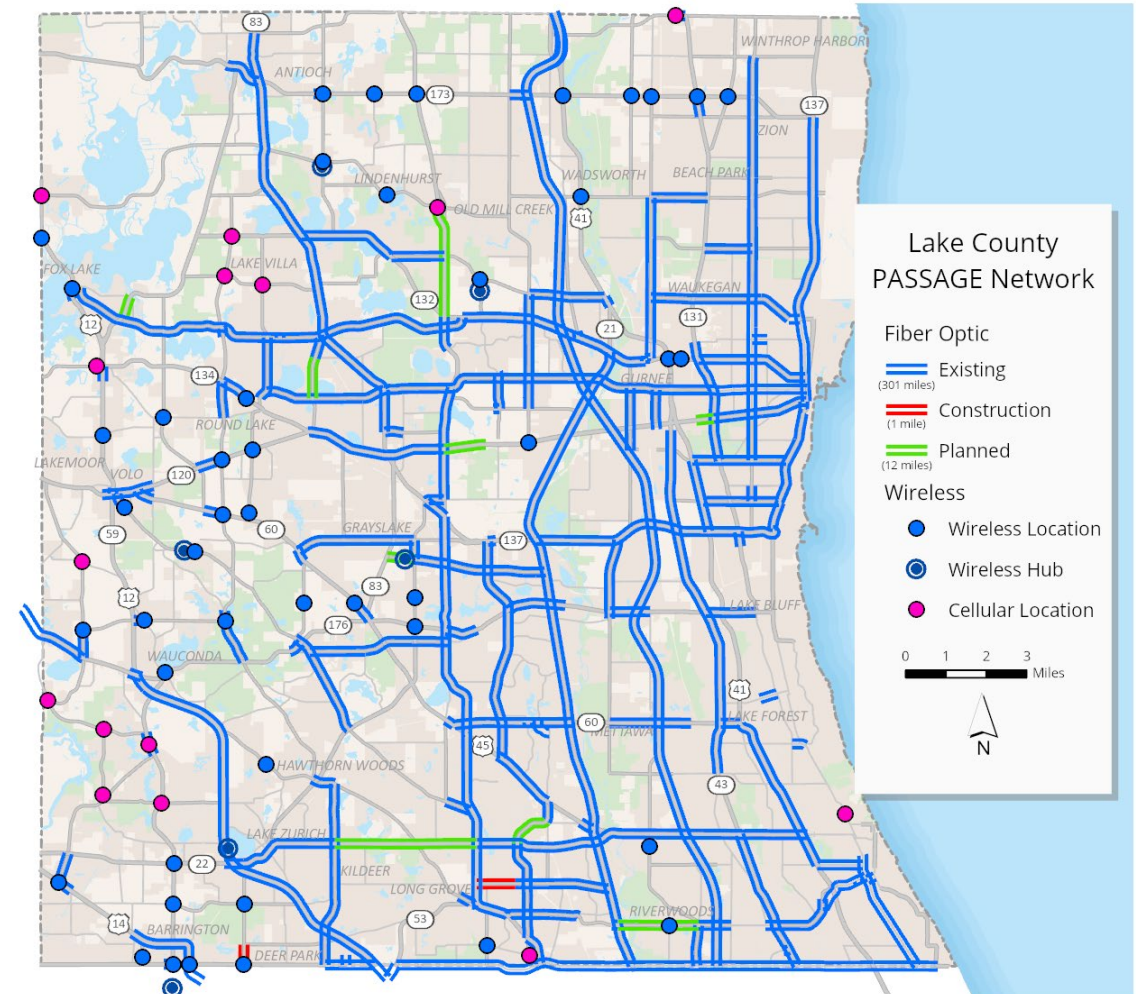 83
WINTHROP HARBOR
ANTIOCH
173
137
ZION
LINDENHURST
WADSWORTH
BEACH PARK
OLD MILL CREEK
41
Lake County
PASSAGE Network
FOX LAKE
LAKE VILLA
132
WAUKEGAN
12
21
131
Fiber Optic
Existing
(301 miles)
134
GURNEE
Construction
(1 mile)
ROUND LAKE
Planned
(12 miles)
LAKEMOOR
VOLO
120
Wireless
59
60
GRAYSLAKE
137
Wireless Location
Wireless Hub
83
12
176
LAKE BLUFF
Cellular Location
WAUCONDA
0 1 2 3
Miles
41
60
LAKE FOREST
METTAWA
45
N
HAWTHORN WOODS
43
LAKE ZURICH
22
KILDEER
LONG GROVE
53
RIVERWOODS
14
BARRINGTON
DEER PARK